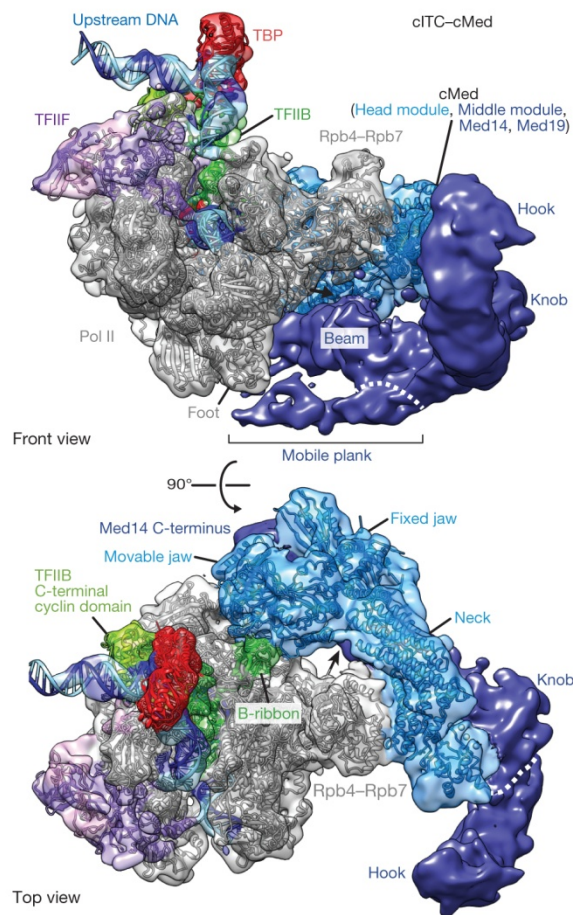 Upstream DNA
TBP
cITC–cMed
TFIIF
TFIIB
Rpb4–Rpb7
cMed
(Head module, Middle module,
Med14, Med19)
Hook
Knob
Pol II
Beam
Foot
Front view
Mobile plank
90°
Med14 C-terminus
Fixed jaw
Movable jaw
TFIIB
C-terminal
cyclin domain
Neck
Knob
B-ribbon
Rpb4–Rpb7
Hook
Top view